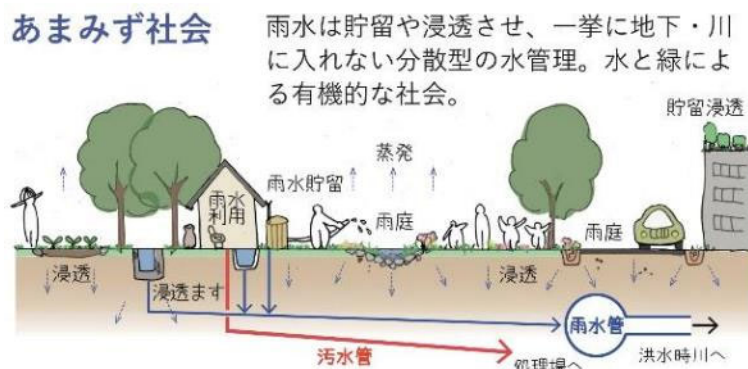 あまみず社会
雨水は貯留や浸透させ、一挙に地下・川
に入れない分散型の水管理。水と緑によ
る有機的な社会。
貯留浸透
蒸発
雨水貯留
雨水
利用
雨庭
雨庭
浸透
浸透
浸透ます
雨水管
汚水管
処理場へ
洪水時川へ